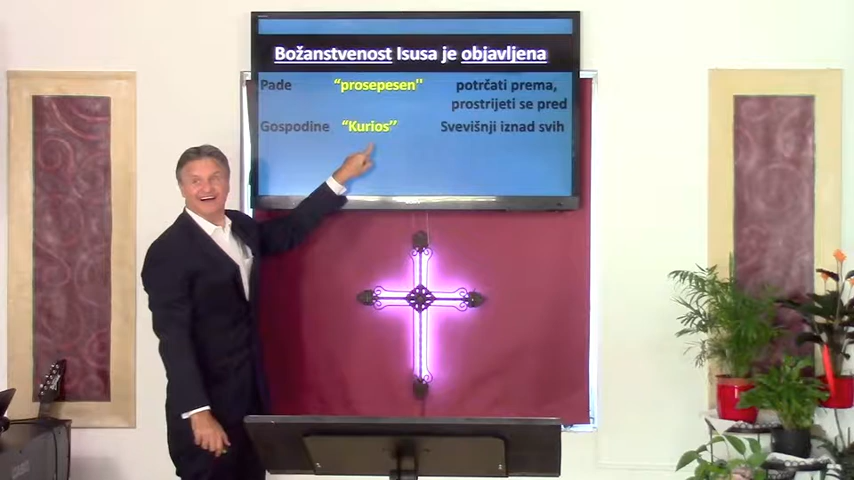 Božanstvenost Isusa je objavljena
Pade “prosepesen" potrčati prema,
prostrijeti se pred
Gospodine “Kurios” Svevišnji iznad svih